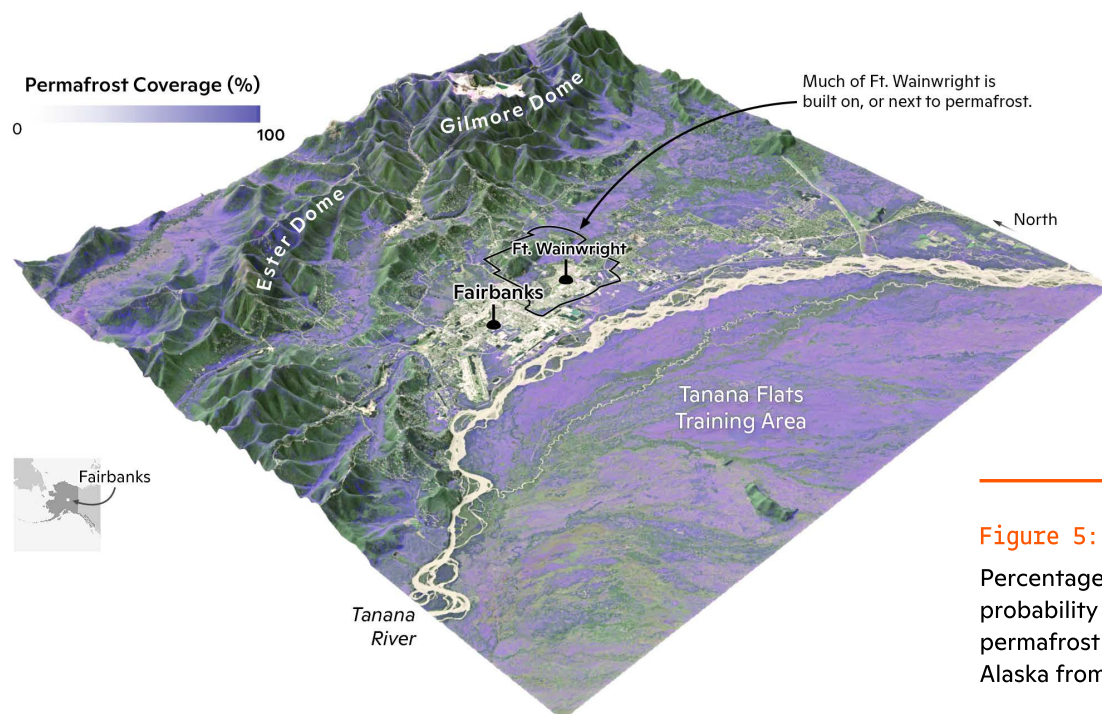 Permafrost Coverage (%)
0
100
Much of Ft. Wainwright is
built on, or next to permafrost.
Gilmore Dome
Ester Dome
North
Ft. Wainwright
Fairbanks
Tanana Flats
Training Area
Fairbanks
Tanana
River
Figure 5:
Percentage
probability
permafrost
Alaska from